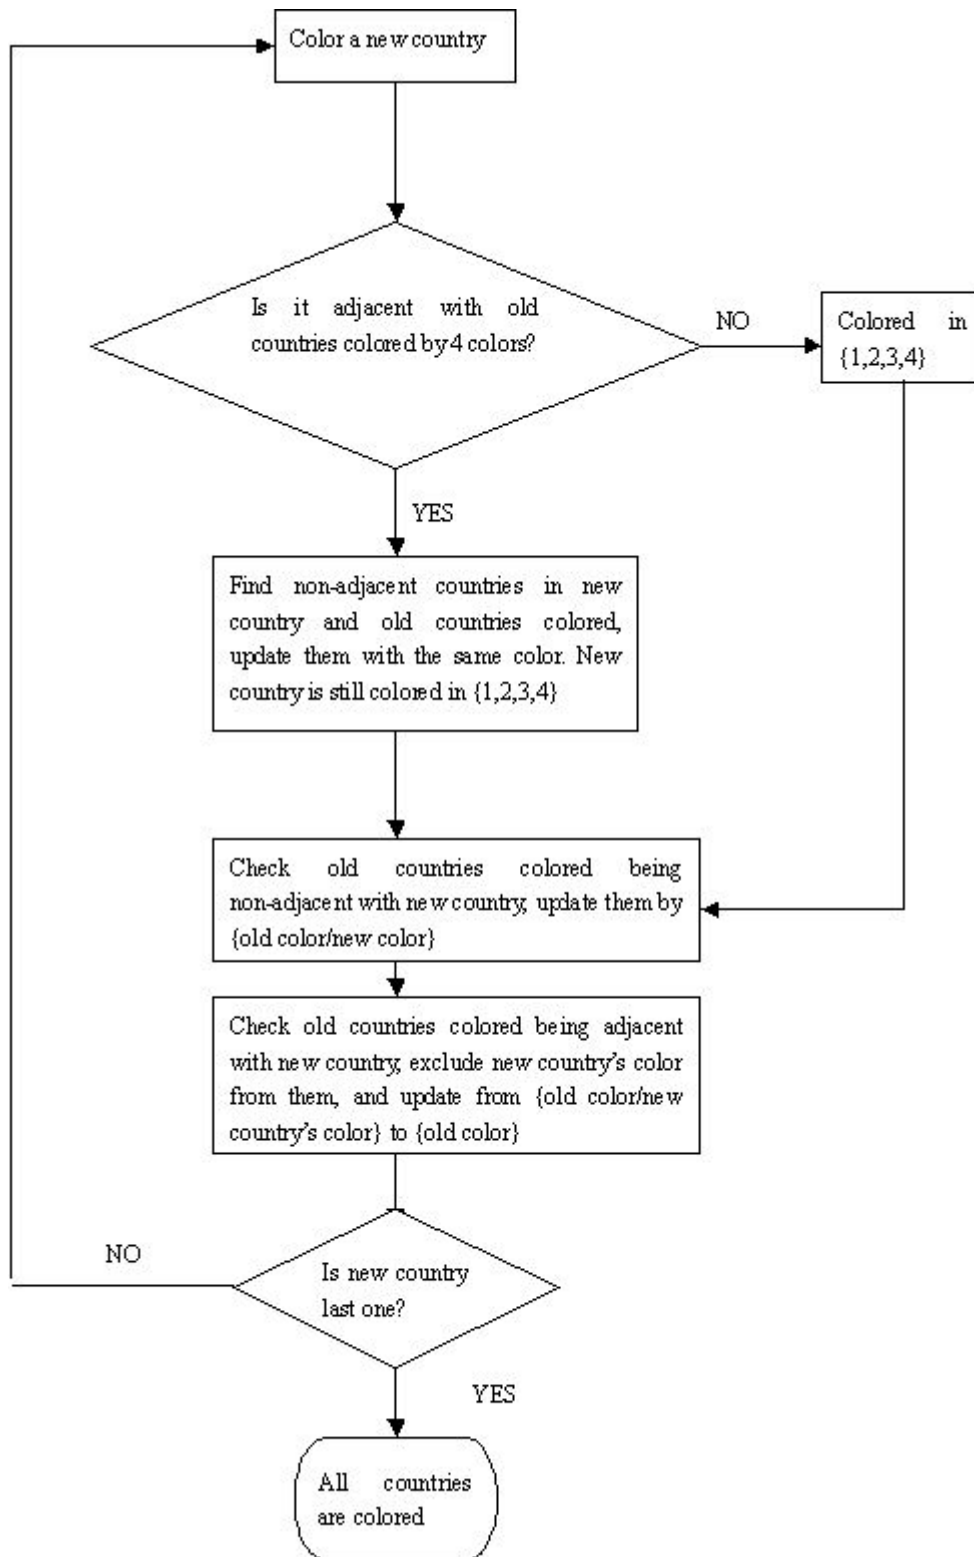 Color a new country
Is it adjacent with old
countries colored by 4 colors?
NO
Colored in
{1,2,3,4}
YES
Find non-adjacent countries in new
country and old countries colored,
update them with the same color. New
country is still colored in {1,2,3,4}
Check old countries colored being
non-adjacent with new country, update them by
{old color/new color}
Check old countries colored being adjacent
with new country, exclude new country's color
from them, and update from {old color/new
country's color} to {old color}
NO
Is new country
last one?
YES
All countries
are colored